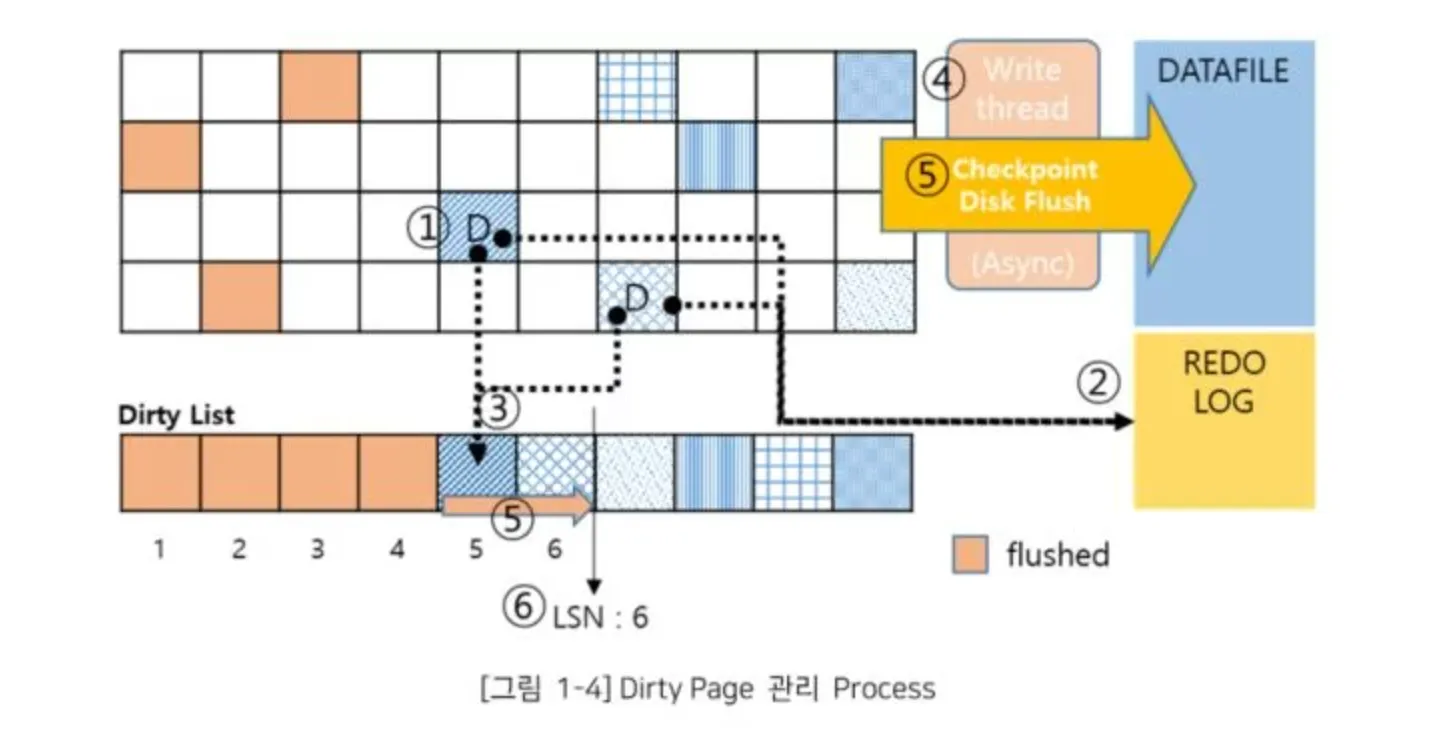 ④
Write
thread
DATAFILE
⑤
Checkpoint
Disk Flush
① D
(Async)
D
②
REDO
LOG
③
Dirty List
⑤
1 2 3 4 5 6
flushed
⑥ LSN : 6
[그림 1-4] Dirty Page 관리 Process